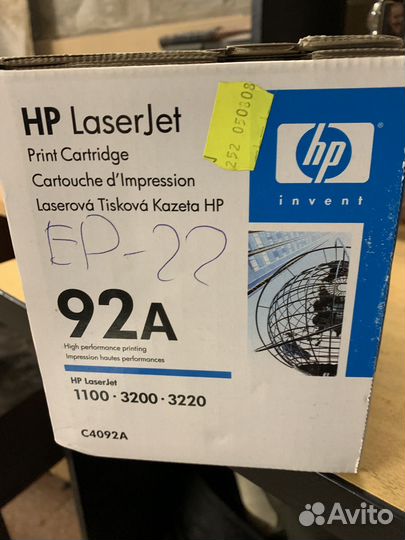 HP LaserJet
Print Cartridge
Cartouche d'Impression
Laserová Tisková Kazeta HP
252 050808
hp
invent
EP-22
92A
High performance printing
Impression hautes performances
HP LaserJet
1100 · 3200 · 3220
C4092A
Avito